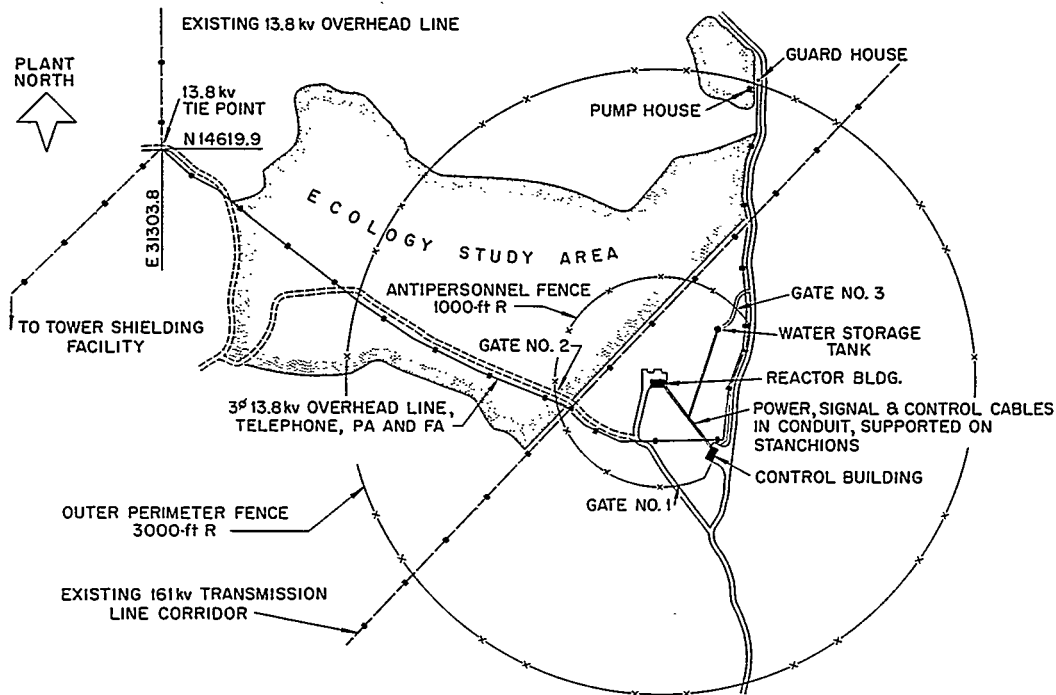 EXISTING 13.8 kv OVERHEAD LINE
PLANT
NORTH
13.8 kv
TIE POINT
N 14619.9
E 31303.8
GUARD HOUSE
PUMP HOUSE
ECOLOGY STUDY AREA
ANTIPERSONNEL FENCE
1000-ft R
GATE NO. 3
TO TOWER SHIELDING
FACILITY
WATER STORAGE
TANK
GATE NO. 2
REACTOR BLDG.
3ø 13.8 kv OVERHEAD LINE,
TELEPHONE, PA AND FA
POWER, SIGNAL & CONTROL CABLES
IN CONDUIT, SUPPORTED ON
STANCHIONS
CONTROL BUILDING
GATE NO. 1
OUTER PERIMETER FENCE
3000-ft R
EXISTING 161 kv TRANSMISSION
LINE CORRIDOR